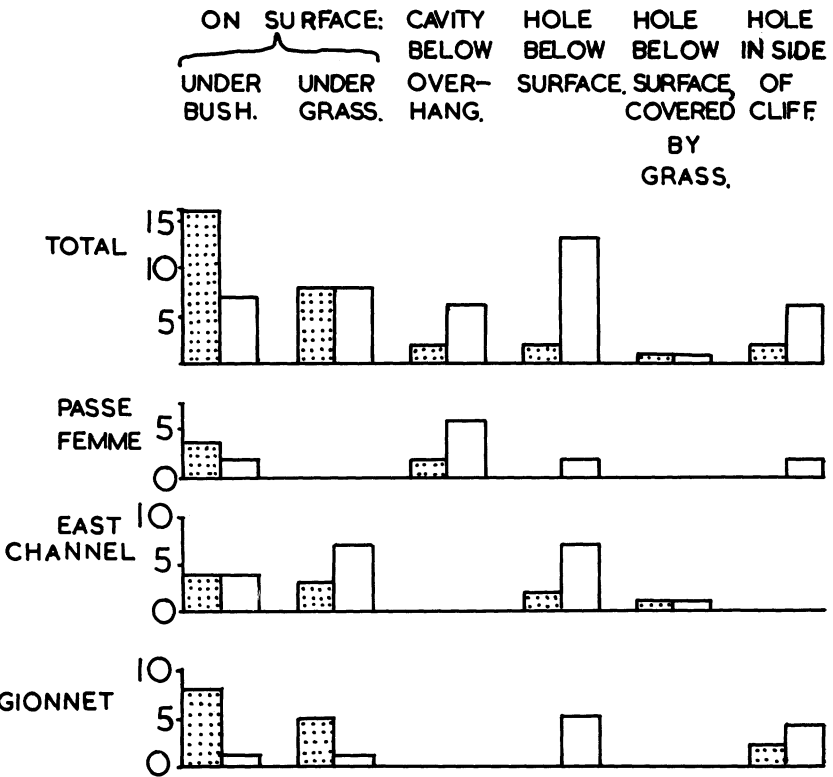 ON SURFACE:
UNDER
BUSH.
UNDER
GRASS.
CAVITY
BELOW
OVER-
HANG.
HOLE
BELOW
SURFACE.
HOLE
BELOW
SURFACE,
COVERED
BY
GRASS.
HOLE
IN SIDE
OF
CLIFF.
TOTAL
15
10
5
PASSE
FEMME
5
0
EAST
CHANNEL
10
5
0
GIONNET
10
5
0